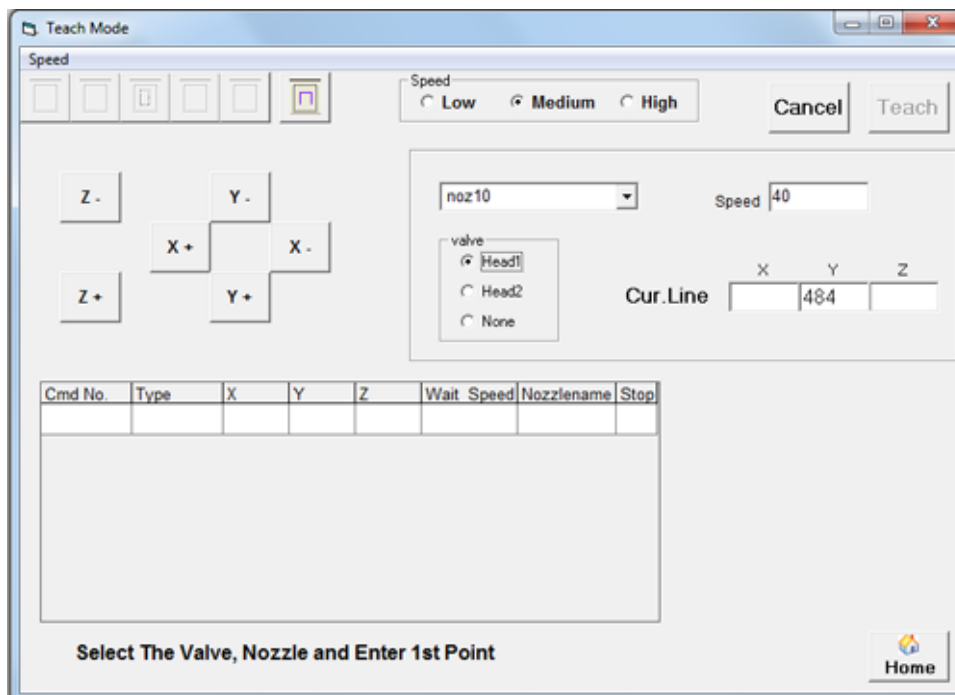 Teach Mode
Speed
Speed
Low Medium High
Cancel Teach
Z - Y -
noz10 Speed 40
X + X -
valve
Head1
Head2
None
Z + Y +
X Y Z
Cur.Line 484
Cmd No. Type X Y Z Wait Speed Nozzlename Stop
Select The Valve, Nozzle and Enter 1st Point
Home